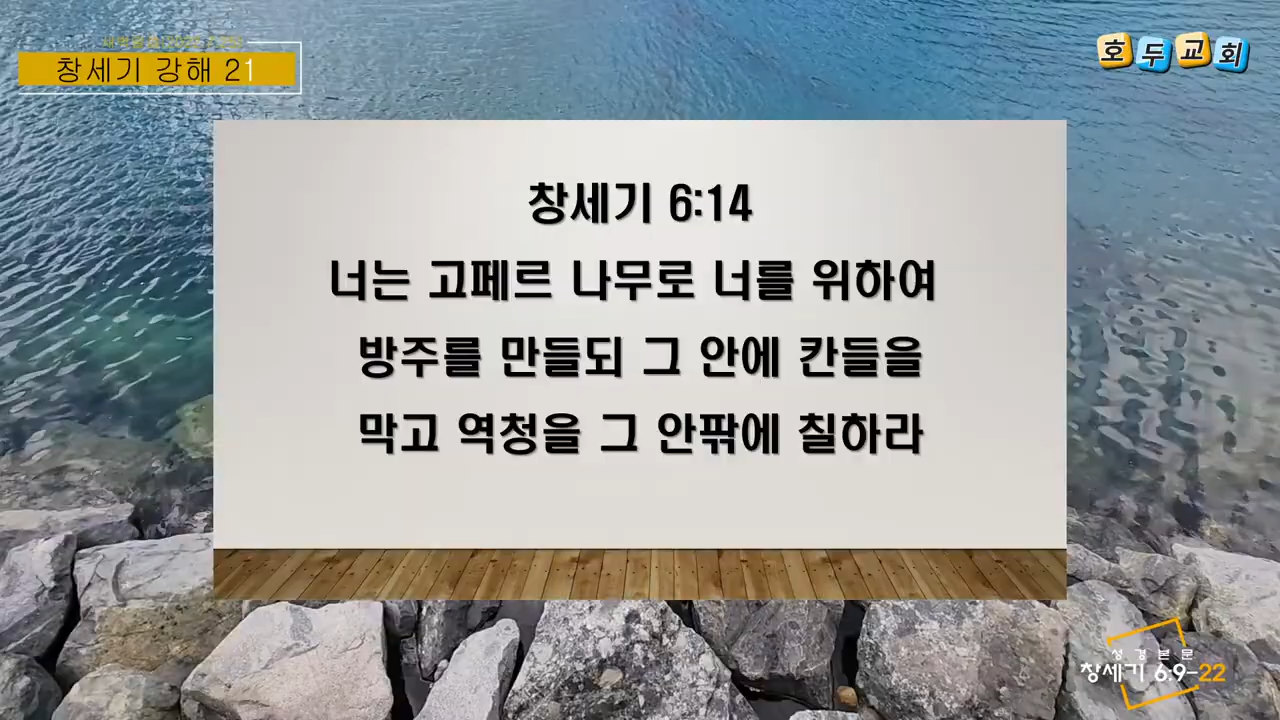 창세기 강해 21
호두교회
창세기 6:14
너는 고페르 나무로 너를 위하여
방주를 만들되 그 안에 칸들을
막고 역청을 그 안팎에 칠하라
성경본문
창세기 6:9-22